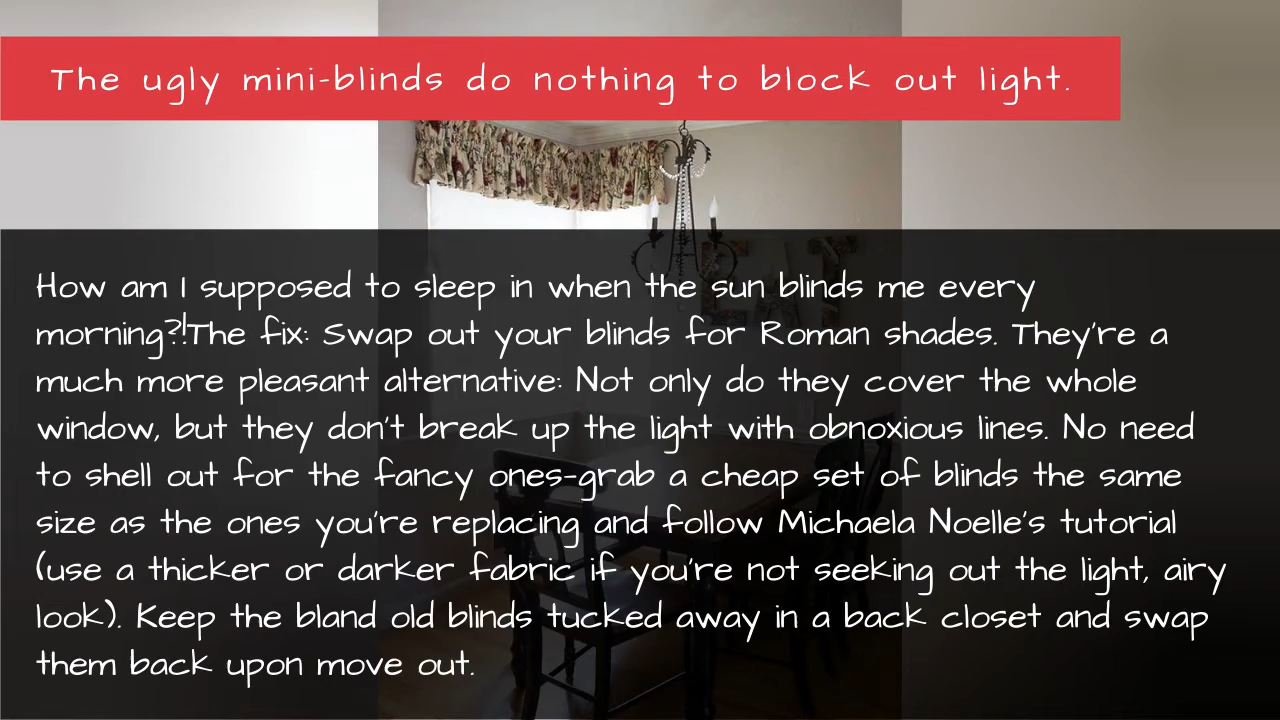 The ugly mini-blinds do nothing to block out light.
How am I supposed to sleep in when the sun blinds me every
morning?!The fix: Swap out your blinds for Roman shades. They're a
much more pleasant alternative: Not only do they cover the whole
window, but they don't break up the light with obnoxious lines. No need
to shell out for the fancy ones-grab a cheap set of blinds the same
size as the ones you're replacing and follow Michaela Noelle's tutorial
(use a thicker or darker fabric if you're not seeking out the light, airy
look). Keep the bland old blinds tucked away in a back closet and swap
them back upon move out.